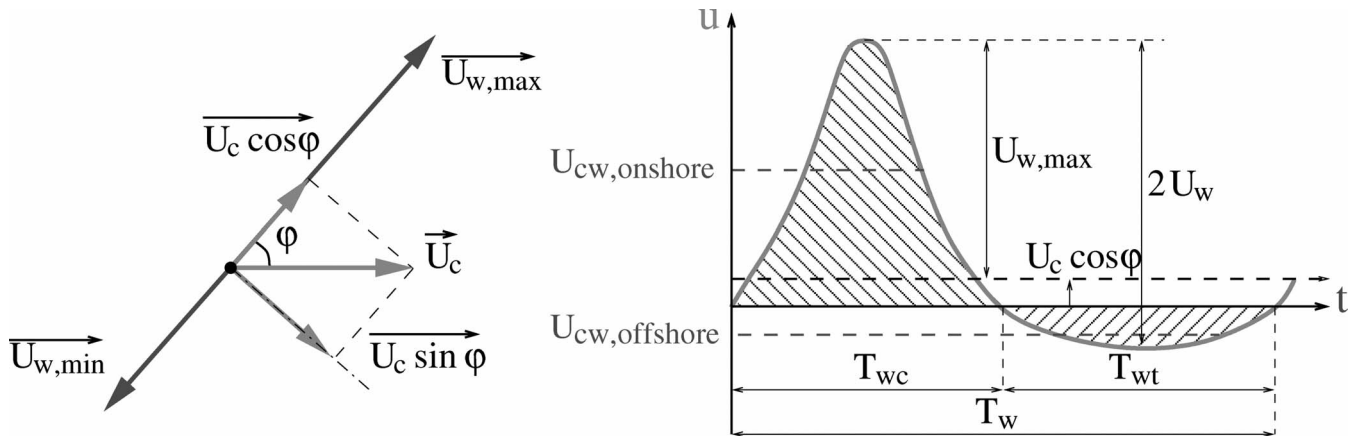 U_w,max
U_c cosφ
φ
U_c
U_w,min
U_c sin φ
u
U_cw,onshore
U_w,max
2 U_w
U_c cosφ
t
U_cw,offshore
T_wc
T_wt
T_w